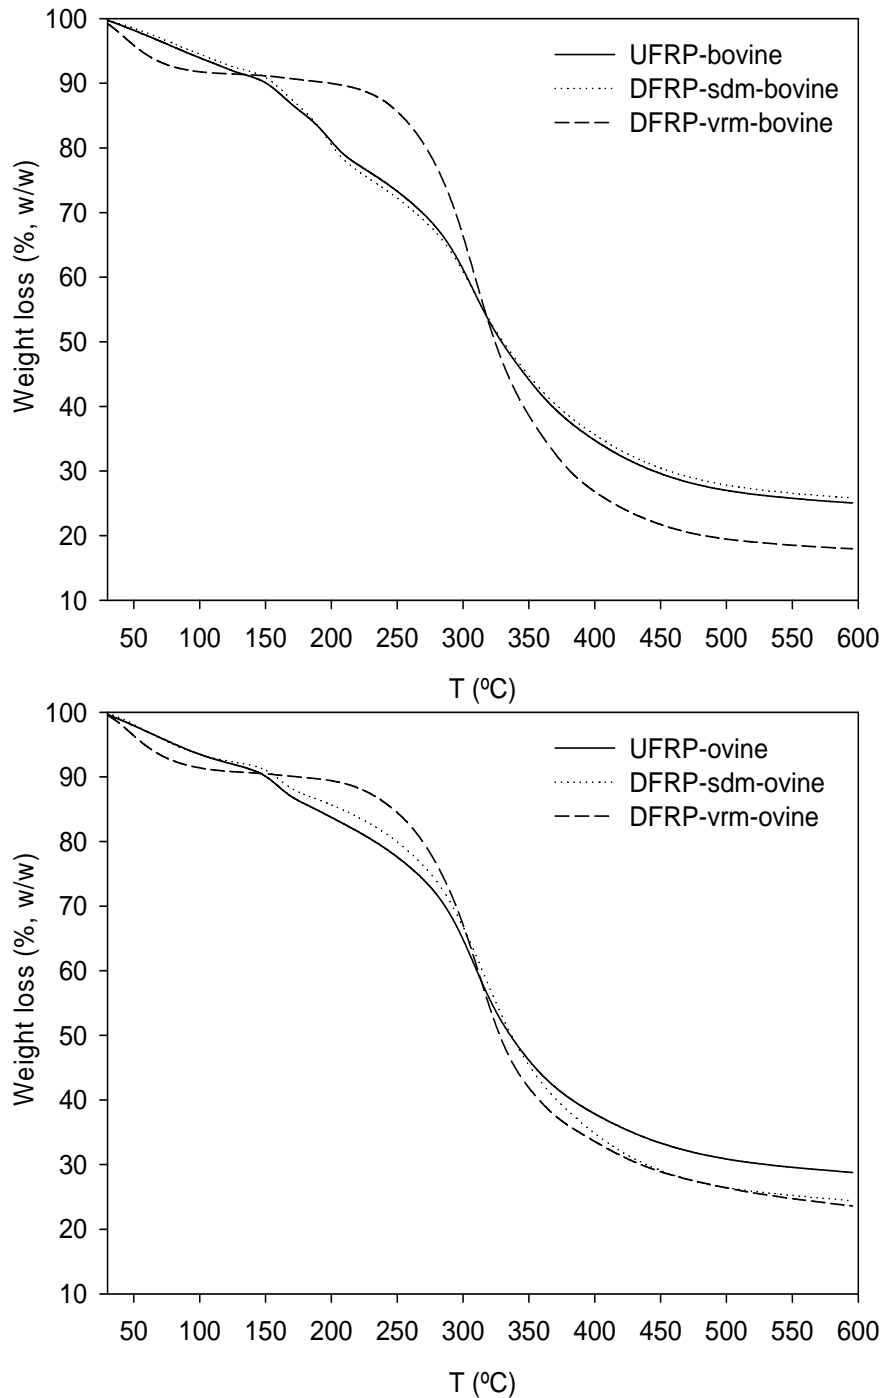 100
90
80
70
60
50
40
30
20
10
Weight loss (%, w/w)
UFRP-bovine
DFRP-sdm-bovine
DFRP-vrm-bovine
50 100 150 200 250 300 350 400 450 500 550 600
T (ºC)
100
90
80
70
60
50
40
30
20
10
Weight loss (%, w/w)
UFRP-ovine
DFRP-sdm-ovine
DFRP-vrm-ovine
50 100 150 200 250 300 350 400 450 500 550 600
T (ºC)